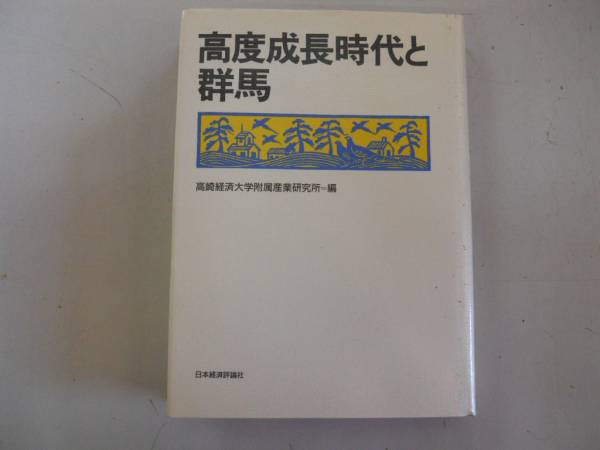 高度成長時代と
群馬
高崎経済大学附属産業研究所=編
日本経済評論社